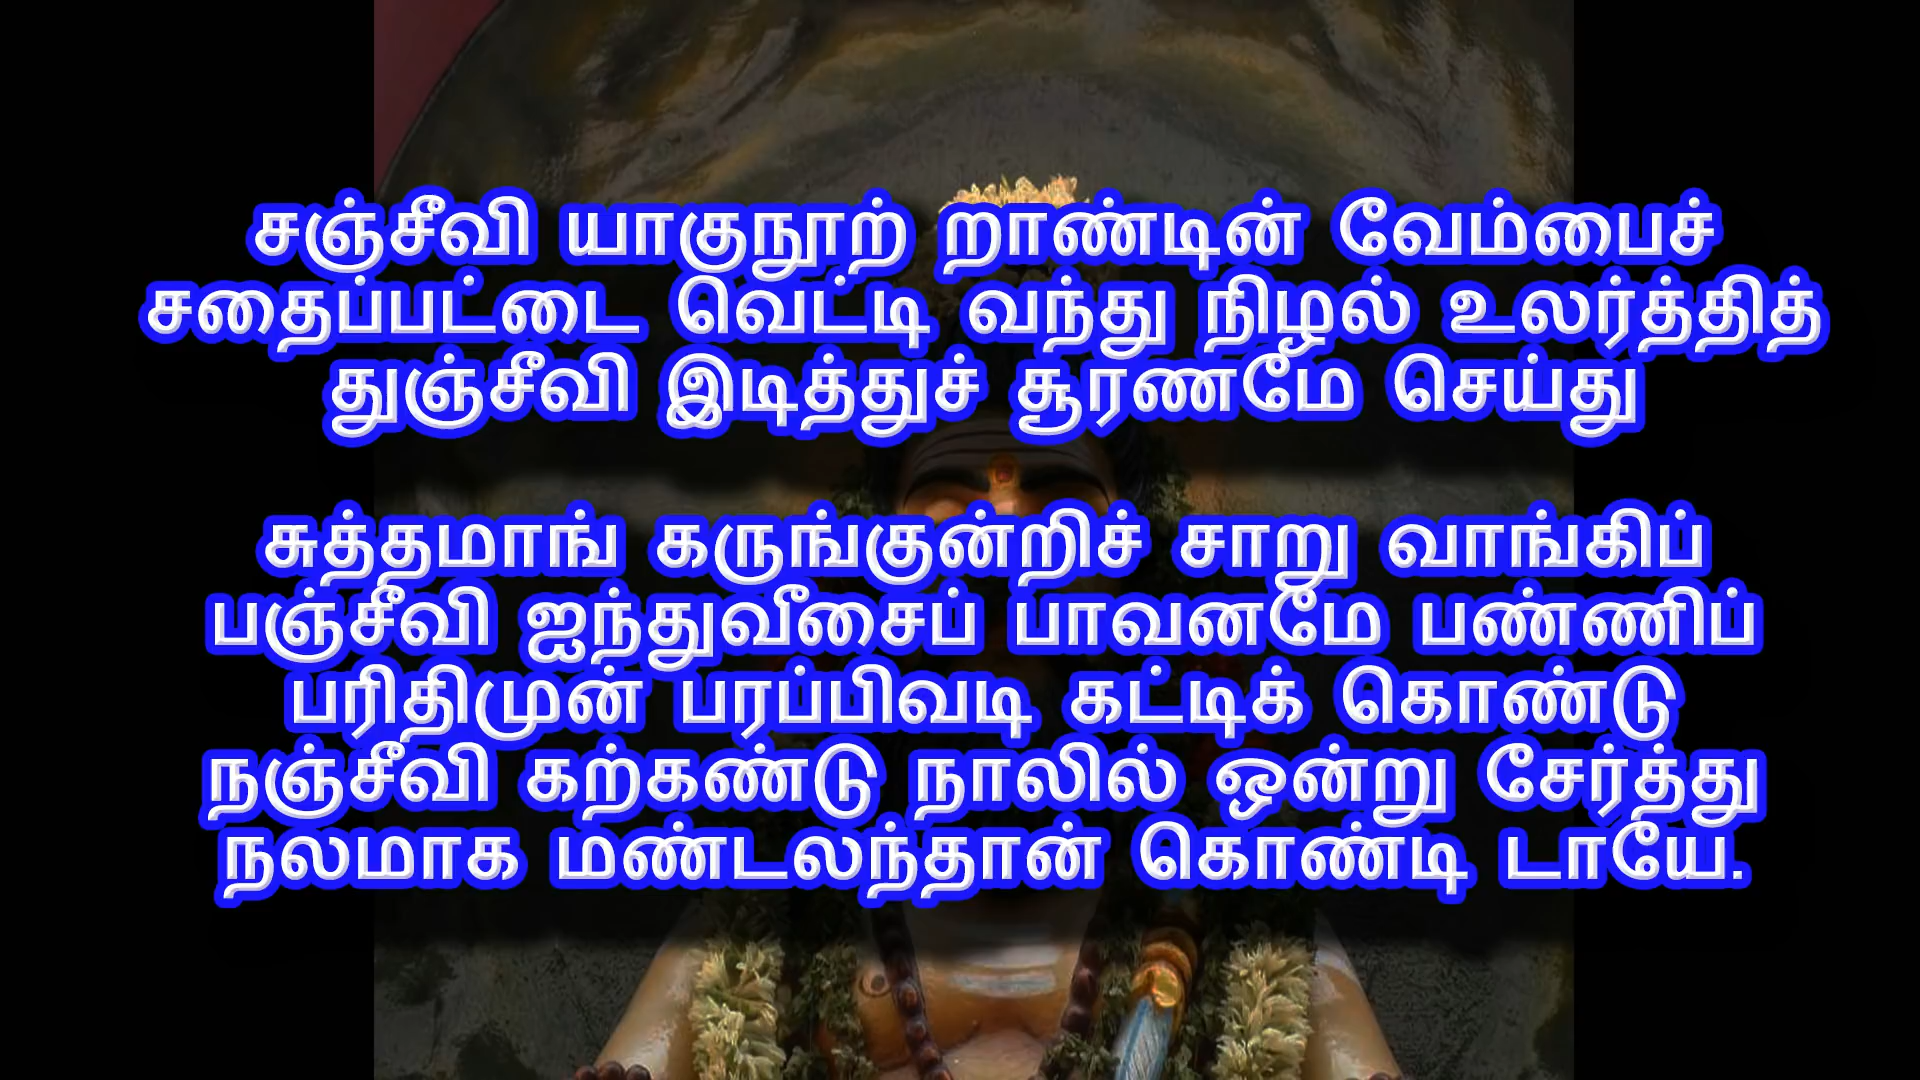 சஞ்சீவி யாகுநூற் றாண்டின் வேம்பைச்
சதைப்பட்டை வெட்டி வந்து நிழல் உலர்த்தித்
துஞ்சீவி இடித்துச் சூரணமே செய்து
சுத்தமாங் கருங்குன்றிச் சாறு வாங்கிப்
பஞ்சீவி ஐந்துவீசைப் பாவனமே பண்ணிப்
பரிதிமுன் பரப்பிவடி கட்டிக் கொண்டு
நஞ்சீவி கற்கண்டு நாலில் ஒன்று சேர்த்து
நலமாக மண்டலந்தான் கொண்டி டாயே.